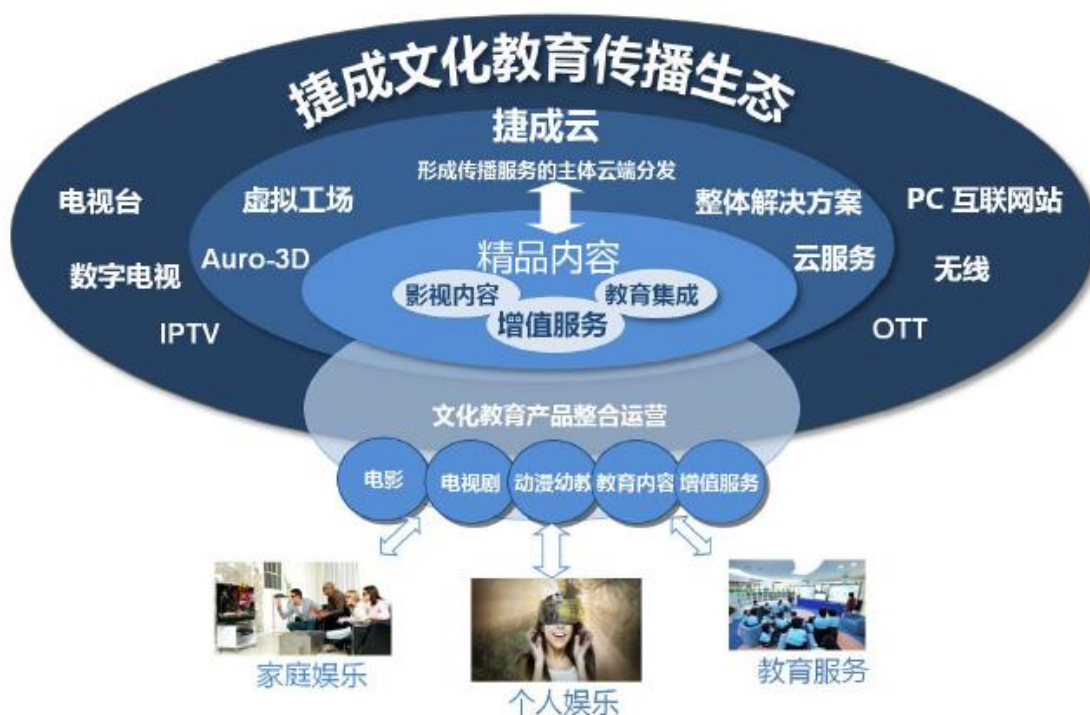 捷成文化教育传播生态
捷成云
形成传播服务的主体云端分发
电视台
虚拟工场
整体解决方案
PC 互联网站
数字电视
Auro-3D
精品内容
云服务
无线
影视内容
教育集成
增值服务
IPTV
OTT
文化教育产品整合运营
电影
电视剧
动漫幼教
教育内容
增值服务
家庭娱乐
个人娱乐
教育服务